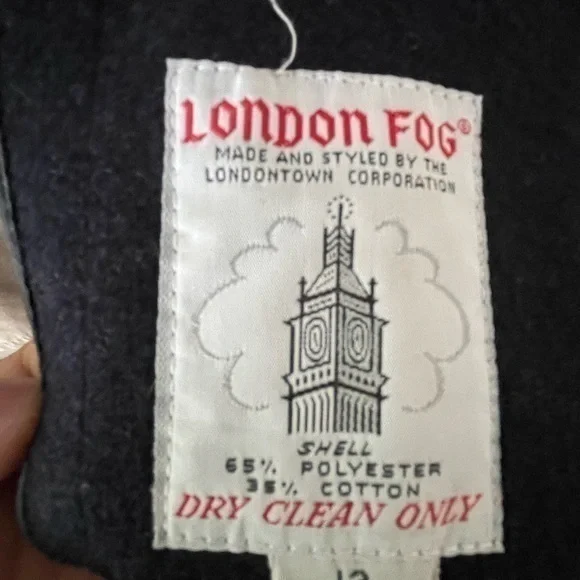 LONDON FOG®
MADE AND STYLED BY THE
LONDONTOWN CORPORATION
SHELL
65% POLYESTER
35% COTTON
DRY CLEAN ONLY